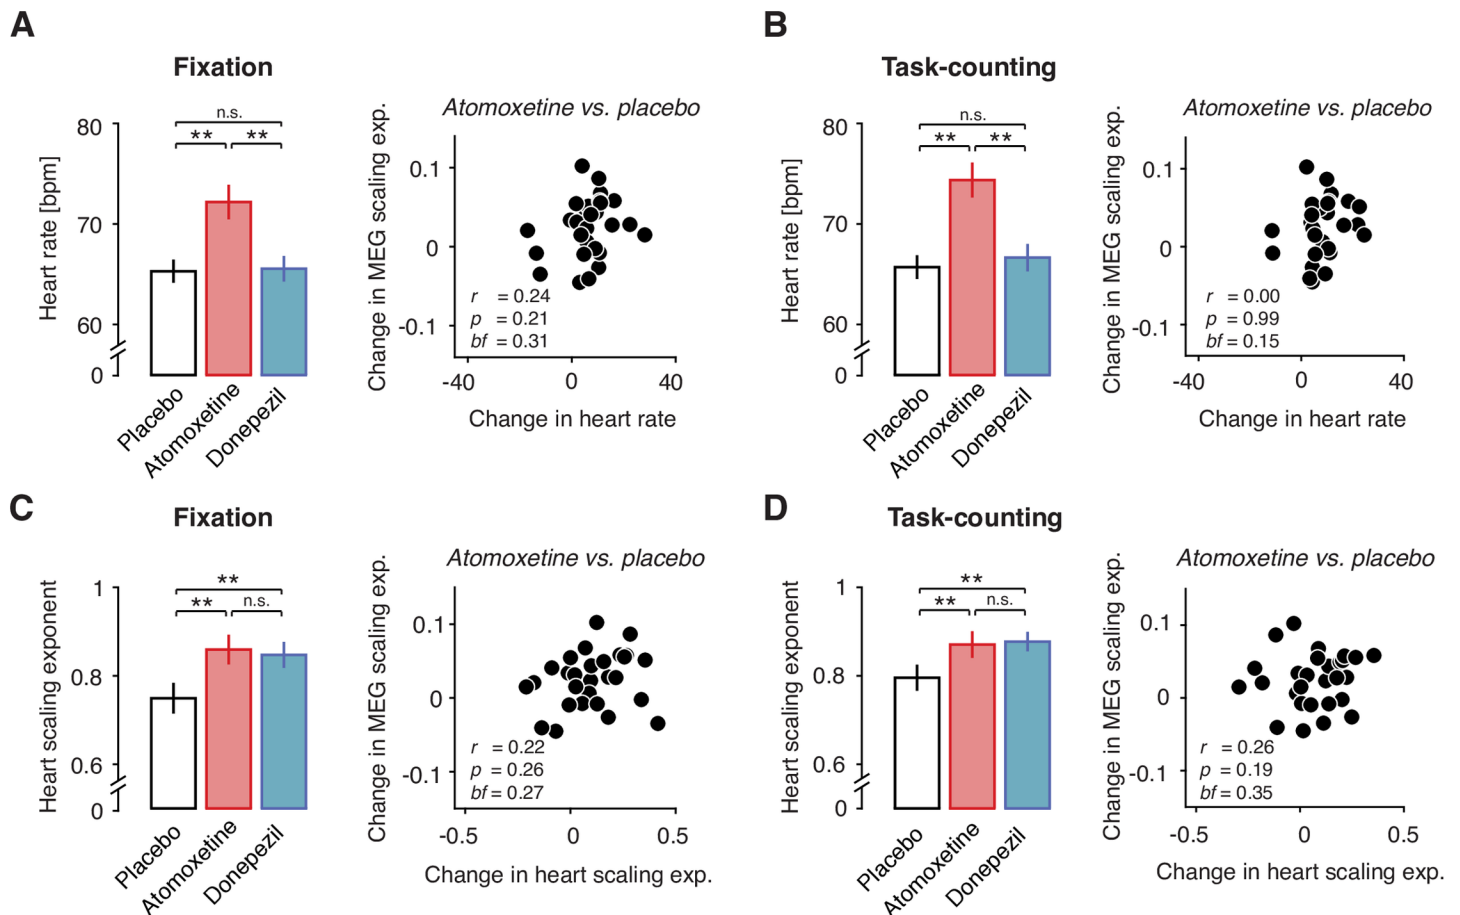 A
Fixation
Heart rate [bpm]
80
70
60
0
n.s.
** **
Placebo
Atomoxetine
Donepezil
Atomoxetine vs. placebo
Change in MEG scaling exp.
0.1
0
-0.1
r = 0.24
p = 0.21
bf = 0.31
-40 0 40
Change in heart rate
B
Task-counting
Heart rate [bpm]
80
70
60
0
n.s.
** **
Placebo
Atomoxetine
Donepezil
Atomoxetine vs. placebo
Change in MEG scaling exp.
0.1
0
-0.1
r = 0.00
p = 0.99
bf = 0.15
-40 0 40
Change in heart rate
C
Fixation
Heart scaling exponent
1
0.8
0.6
0
**
** n.s.
Placebo
Atomoxetine
Donepezil
Atomoxetine vs. placebo
Change in MEG scaling exp.
0.1
0
-0.1
r = 0.22
p = 0.26
bf = 0.27
-0.5 0 0.5
Change in heart scaling exp.
D
Task-counting
Heart scaling exponent
1
0.8
0.6
0
**
** n.s.
Placebo
Atomoxetine
Donepezil
Atomoxetine vs. placebo
Change in MEG scaling exp.
0.1
0
-0.1
r = 0.26
p = 0.19
bf = 0.35
-0.5 0 0.5
Change in heart scaling exp.